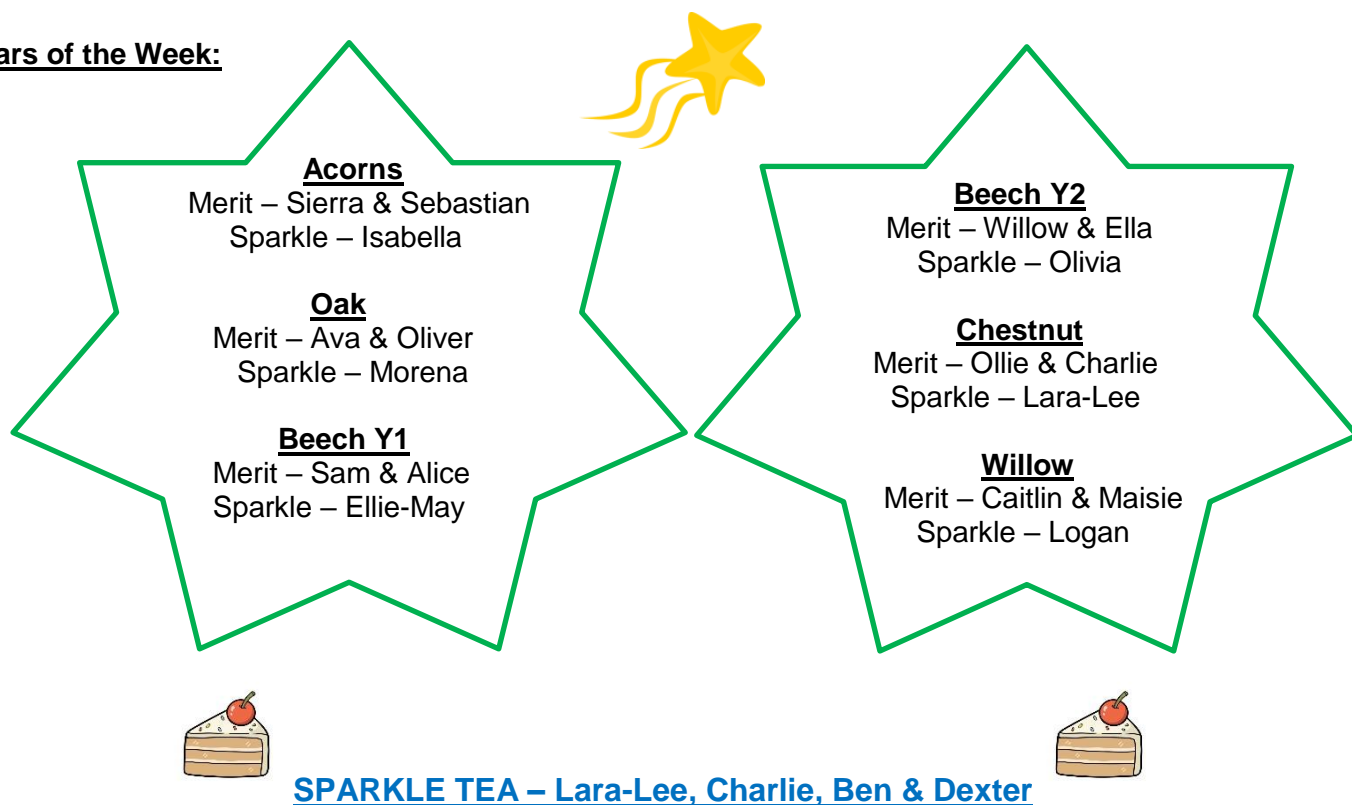 ars of the Week:
Acorns
Merit – Sierra & Sebastian
Sparkle – Isabella
Oak
Merit – Ava & Oliver
Sparkle – Morena
Beech Y1
Merit – Sam & Alice
Sparkle – Ellie-May
Beech Y2
Merit – Willow & Ella
Sparkle – Olivia
Chestnut
Merit – Ollie & Charlie
Sparkle – Lara-Lee
Willow
Merit – Caitlin & Maisie
Sparkle – Logan
SPARKLE TEA – Lara-Lee, Charlie, Ben & Dexter